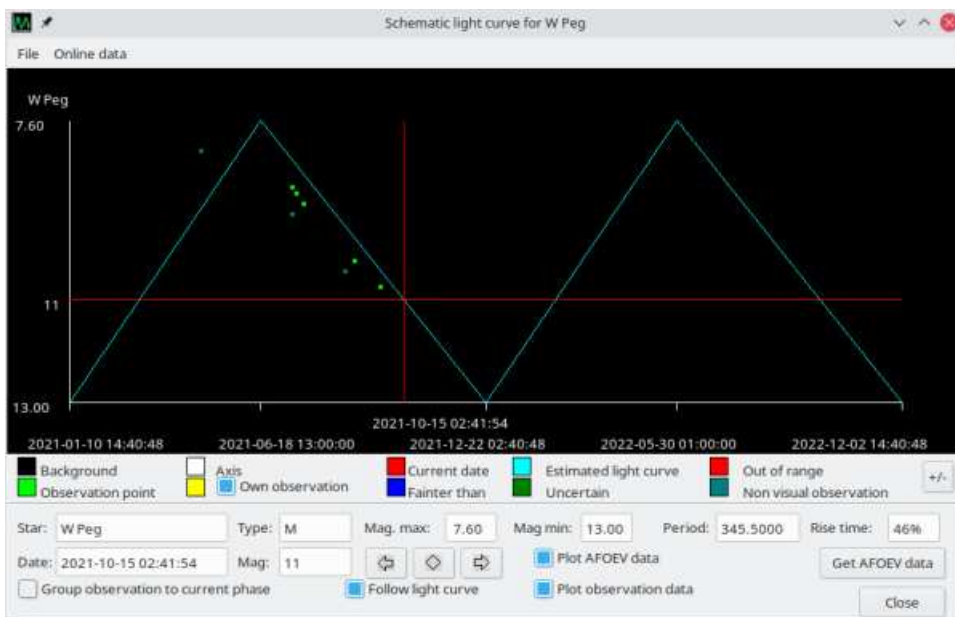 Schematic light curve for W Peg
File Online data
W Peg
7.60
11
13.00
2021-10-15 02:41:54
2021-01-10 14:40:48 2021-06-18 13:00:00 2021-12-22 02:40:48 2022-05-30 01:00:00 2022-12-02 14:40:48
Background Axis Current date Estimated light curve Out of range +/-
Observation point Own observation Fainter than Uncertain Non visual observation
Star: W Peg Type: M Mag. max: 7.60 Mag min: 13.00 Period: 345.5000 Rise time: 46%
Date: 2021-10-15 02:41:54 Mag: 11 Plot AFOEV data Get AFOEV data
Group observation to current phase Follow light curve Plot observation data
Close